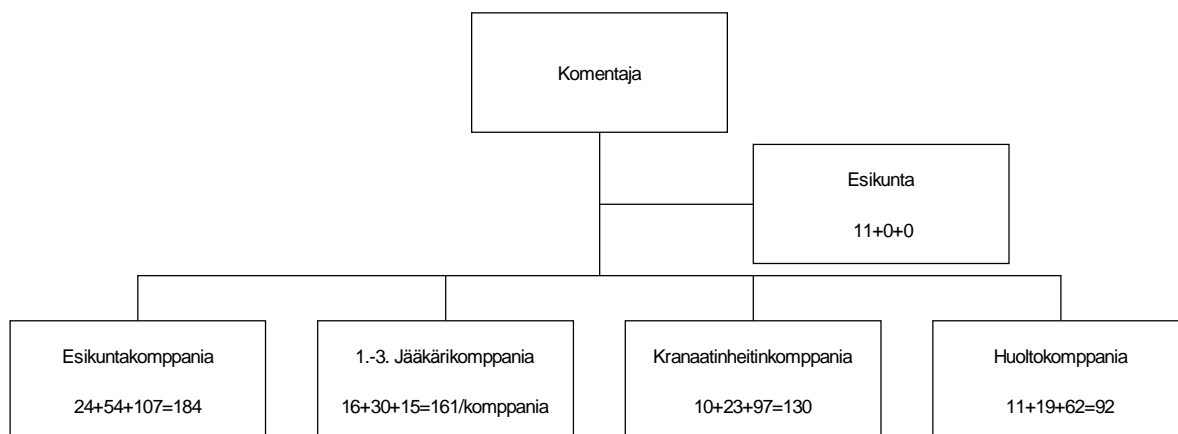 Komentaja
Esikunta
11+0+0
Esikuntakomppania
24+54+107=184
1.-3. Jääkärikomppania
16+30+15=161/komppania
Kranaatinheitinkomppania
10+23+97=130
Huoltokomppania
11+19+62=92